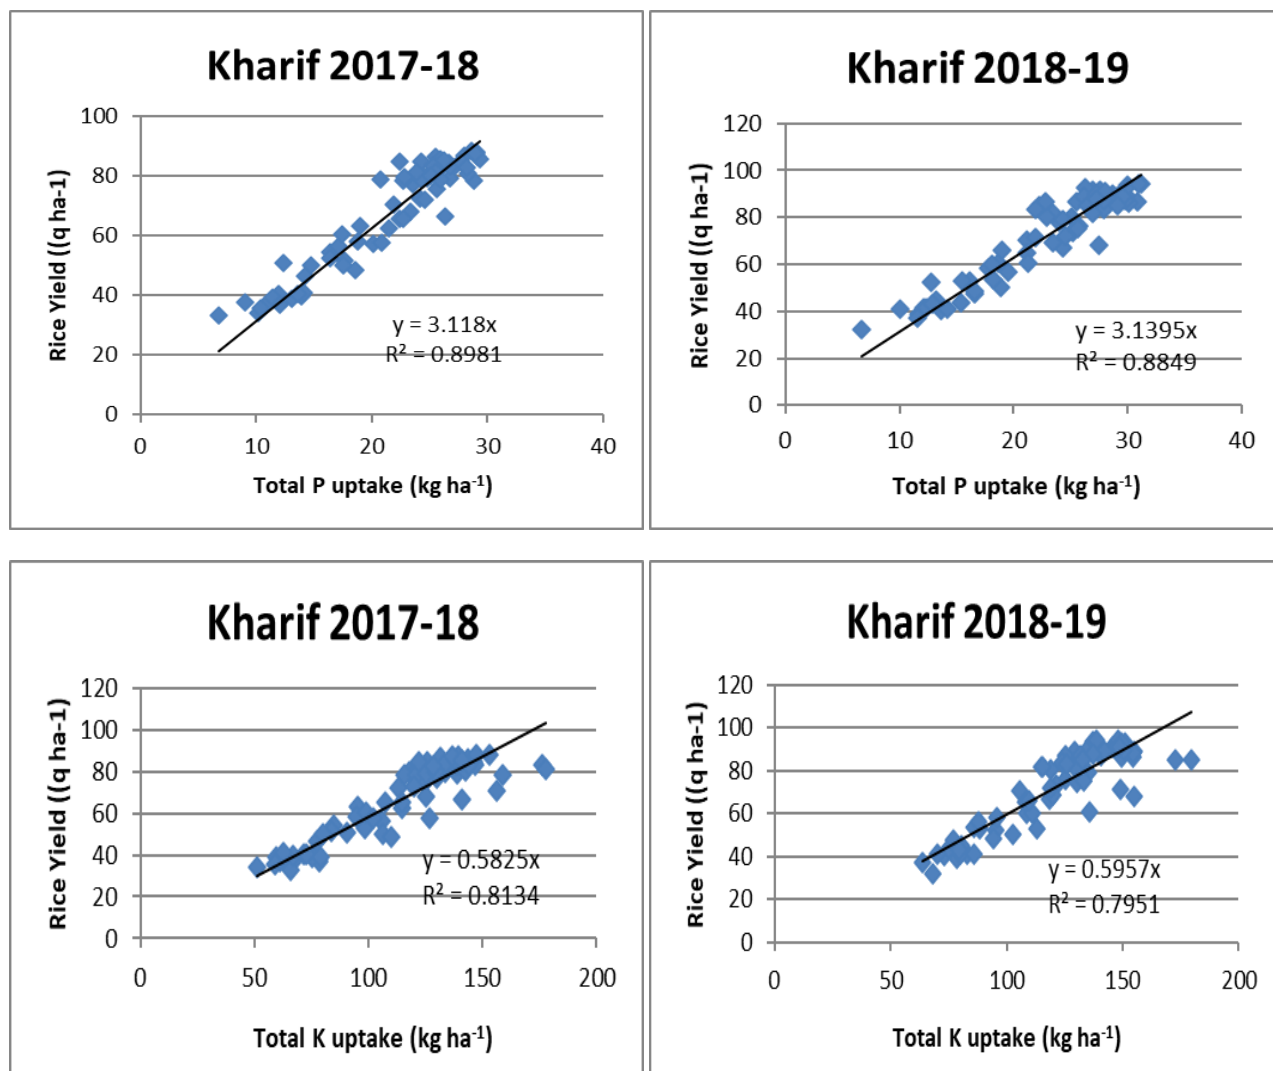 Kharif 2017-18
Rice Yield ((q ha-1)
100
80
60
40
20
0
y = 3.118x
R² = 0.8981
0 10 20 30 40
Total P uptake (kg ha⁻¹)
Kharif 2018-19
Rice Yield ((q ha-1)
120
100
80
60
40
20
0
y = 3.1395x
R² = 0.8849
0 10 20 30 40
Total P uptake (kg ha⁻¹)
Kharif 2017-18
Rice Yield ((q ha-1)
120
100
80
60
40
20
0
y = 0.5825x
R² = 0.8134
0 50 100 150 200
Total K uptake (kg ha⁻¹)
Kharif 2018-19
Rice Yield ((q ha-1)
120
100
80
60
40
20
0
y = 0.5957x
R² = 0.7951
0 50 100 150 200
Total K uptake (kg ha⁻¹)